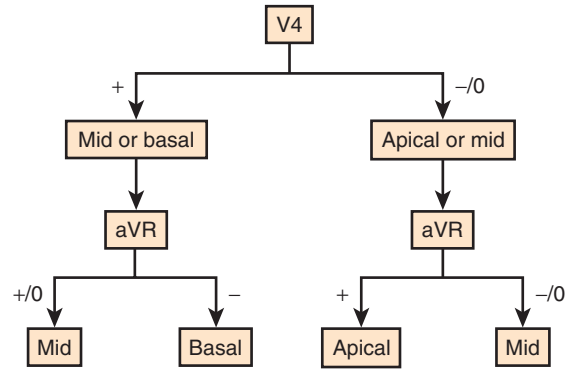 V4
+
–/0
Mid or basal
Apical or mid
aVR
aVR
+/0
–
+
–/0
Mid
Basal
Apical
Mid